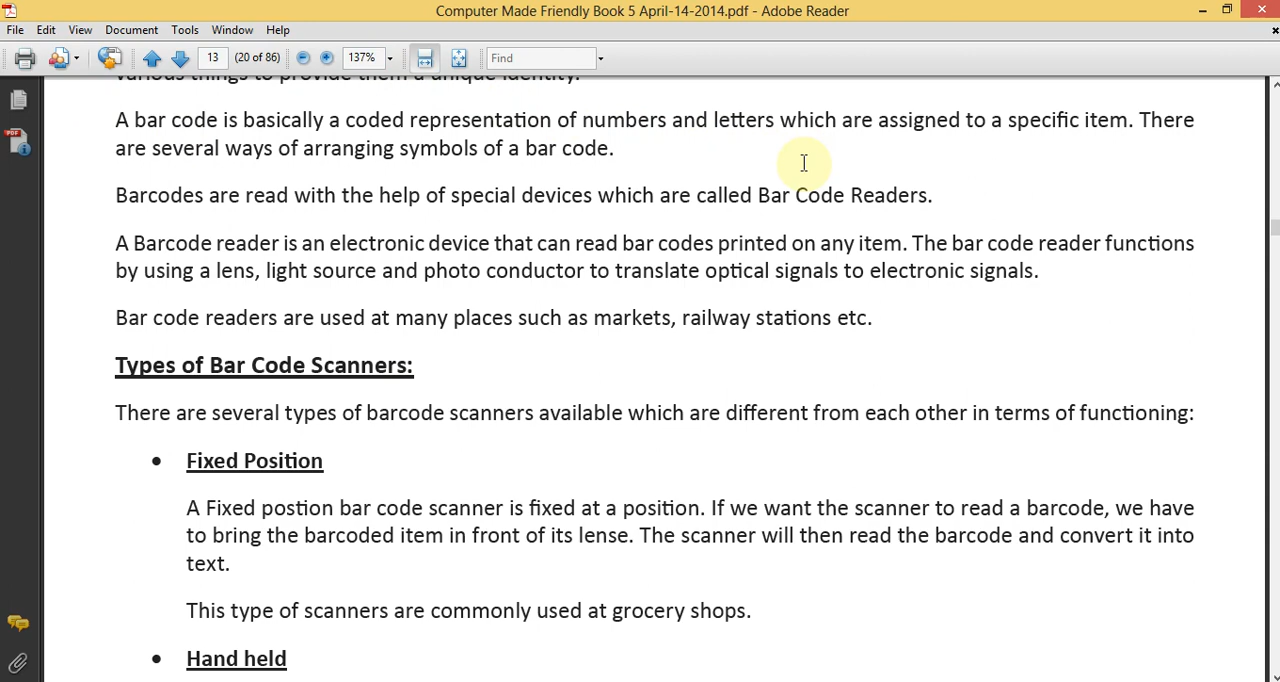 Computer Made Friendly Book 5 April-14-2014.pdf - Adobe Reader
File Edit View Document Tools Window Help
13 (20 of 86) 137% Find
various things to provide them a unique identity.
A bar code is basically a coded representation of numbers and letters which are assigned to a specific item. There
are several ways of arranging symbols of a bar code.
Barcodes are read with the help of special devices which are called Bar Code Readers.
A Barcode reader is an electronic device that can read bar codes printed on any item. The bar code reader functions
by using a lens, light source and photo conductor to translate optical signals to electronic signals.
Bar code readers are used at many places such as markets, railway stations etc.
Types of Bar Code Scanners:
There are several types of barcode scanners available which are different from each other in terms of functioning:
• Fixed Position
A Fixed postion bar code scanner is fixed at a position. If we want the scanner to read a barcode, we have
to bring the barcoded item in front of its lense. The scanner will then read the barcode and convert it into
text.
This type of scanners are commonly used at grocery shops.
• Hand held